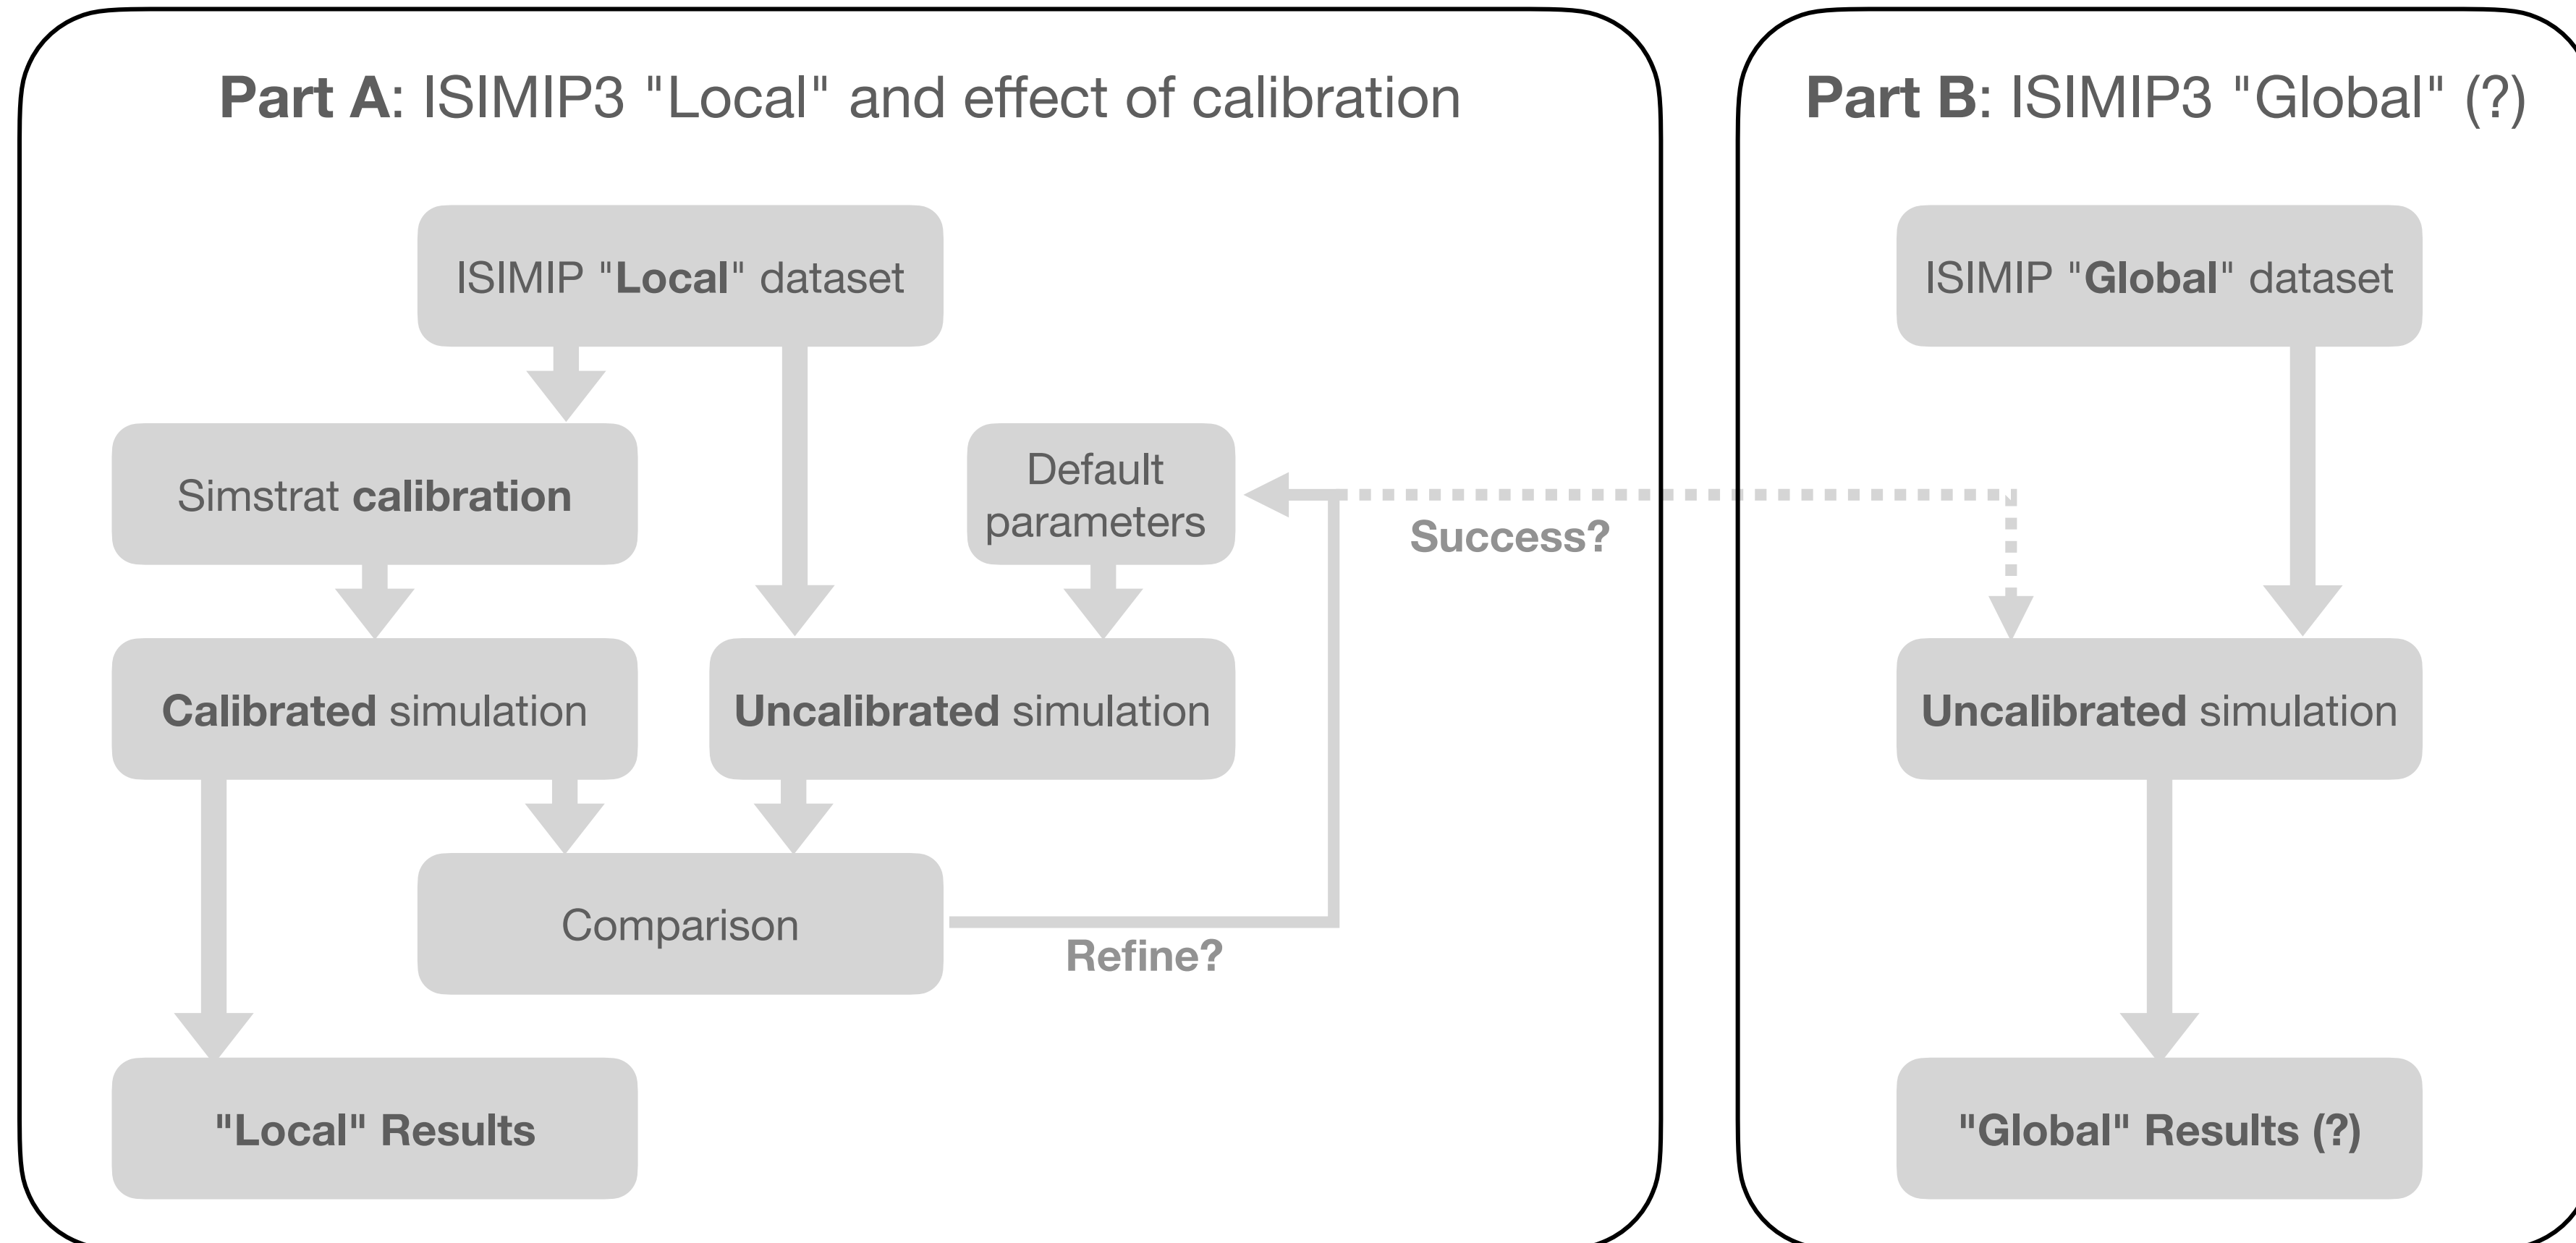 Part A: ISIMIP3 "Local" and effect of calibration
ISIMIP "Local" dataset
Simstrat calibration
Default
parameters
Calibrated simulation
Uncalibrated simulation
Comparison
Refine?
Success?
"Local" Results
Part B: ISIMIP3 "Global" (?)
ISIMIP "Global" dataset
Uncalibrated simulation
"Global" Results (?)